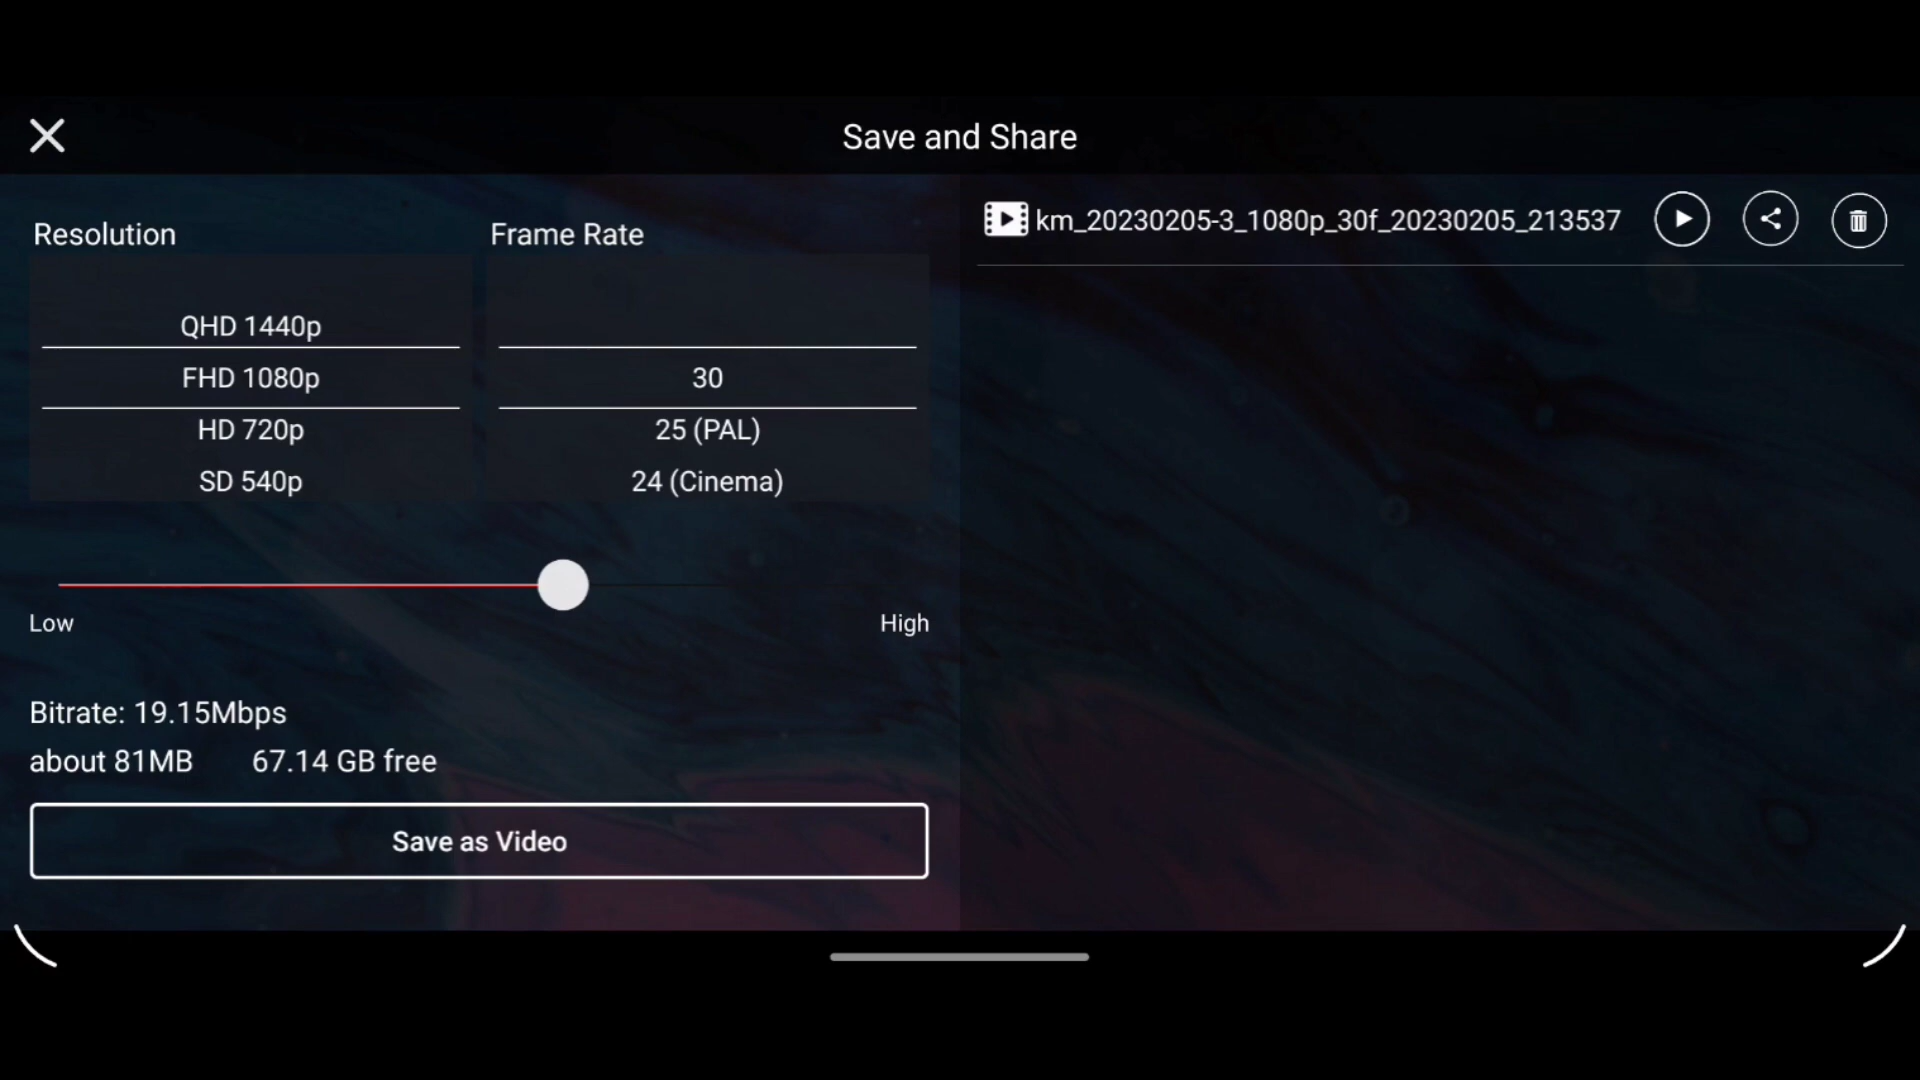 Save and Share
Resolution
Frame Rate
QHD 1440p
FHD 1080p
HD 720p
SD 540p
30
25 (PAL)
24 (Cinema)
Low
High
Bitrate: 19.15Mbps
about 81MB 67.14 GB free
Save as Video
km_20230205-3_1080p_30f_20230205_213537